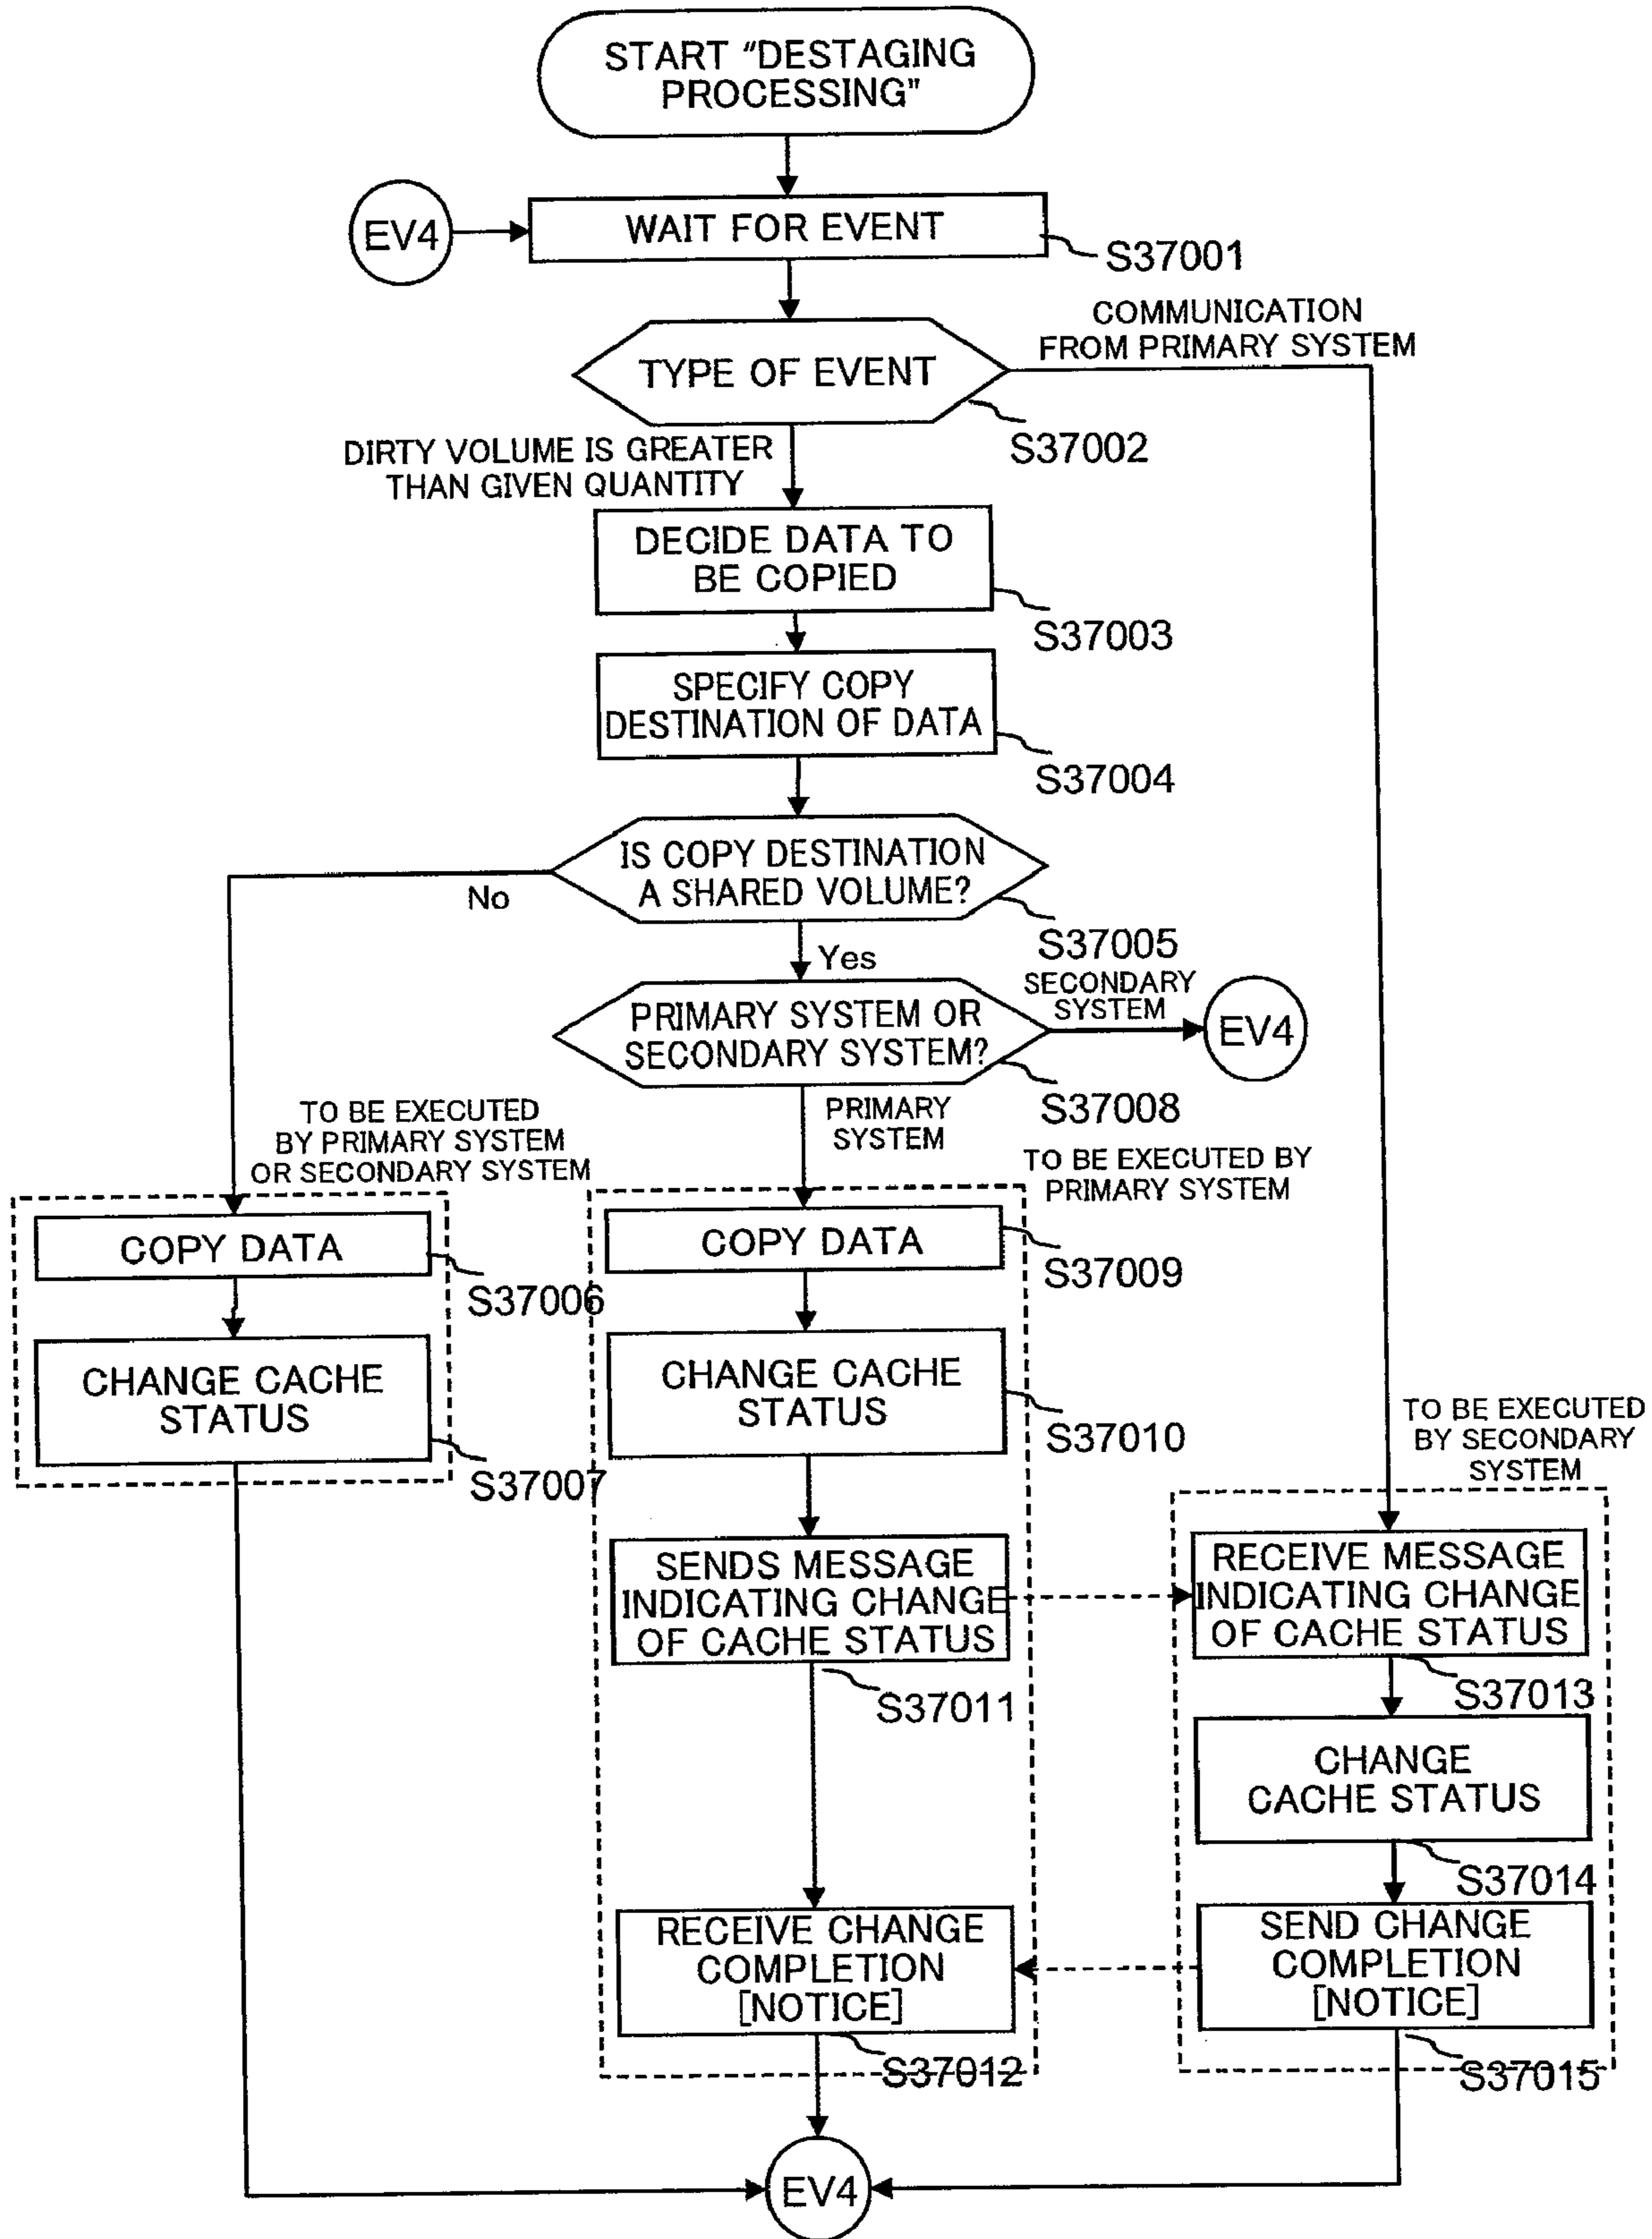 START “DESTAGING
PROCESSING"
EV4
WAIT FOR EVENT
S37001
COMMUNICATION
FROM PRIMARY SYSTEM
TYPE OF EVENT
S37002
DIRTY VOLUME IS GREATER
THAN GIVEN QUANTITY
DECIDE DATA TO
BE COPIED
S37003
SPECIFY COPY
DESTINATION OF DATA
S37004
IS COPY DESTINATION
A SHARED VOLUME?
No
S37005
Yes
SECONDARY
SYSTEM
PRIMARY SYSTEM OR
SECONDARY SYSTEM?
EV4
S37008
TO BE EXECUTED
BY PRIMARY SYSTEM
OR SECONDARY SYSTEM
PRIMARY
SYSTEM
TO BE EXECUTED BY
PRIMARY SYSTEM
COPY DATA
S37006
COPY DATA
S37009
CHANGE CACHE
STATUS
S37007
CHANGE CACHE
STATUS
S37010
TO BE EXECUTED
BY SECONDARY
SYSTEM
SENDS MESSAGE
INDICATING CHANGE
OF CACHE STATUS
S37011
RECEIVE MESSAGE
INDICATING CHANGE
OF CACHE STATUS
S37013
CHANGE
CACHE STATUS
S37014
RECEIVE CHANGE
COMPLETION
[NOTICE]
S37012
SEND CHANGE
COMPLETION
[NOTICE]
S37015
EV4